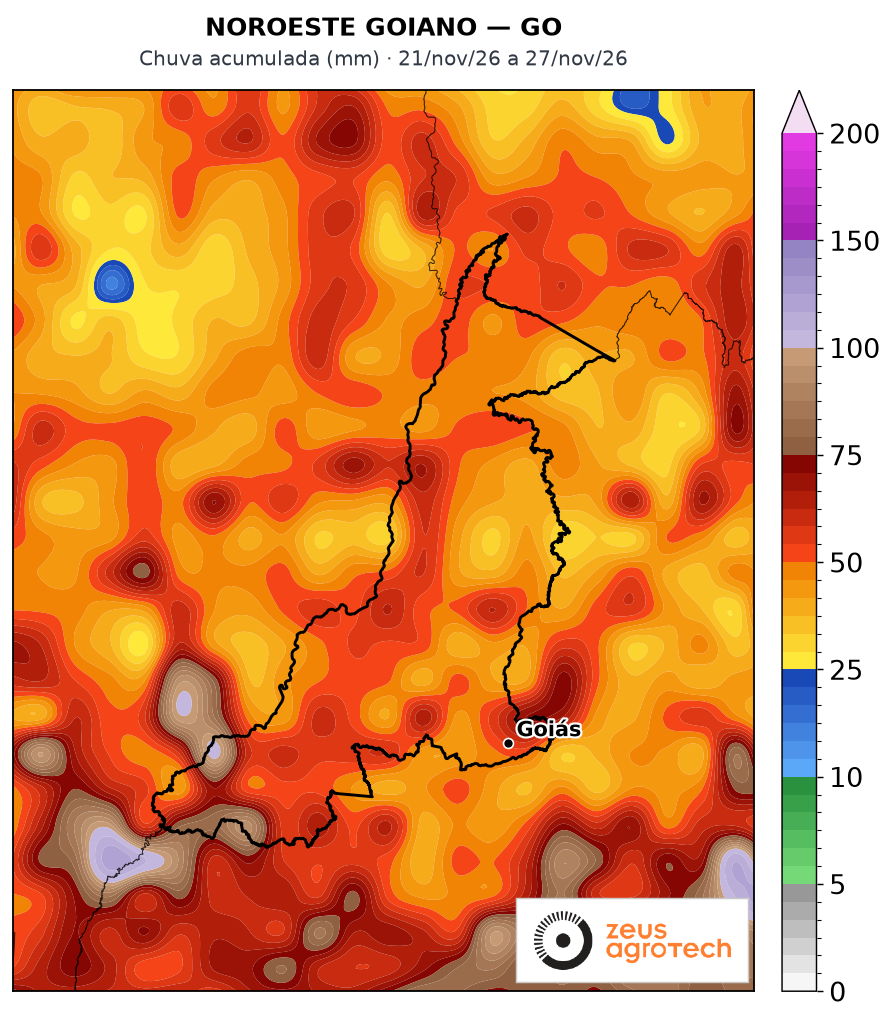 NOROESTE GOIANO — GO
Chuva acumulada (mm) · 21/nov/26 a 27/nov/26
200
150
100
75
50
25
10
5
0
Goiás
zeus
agrotech